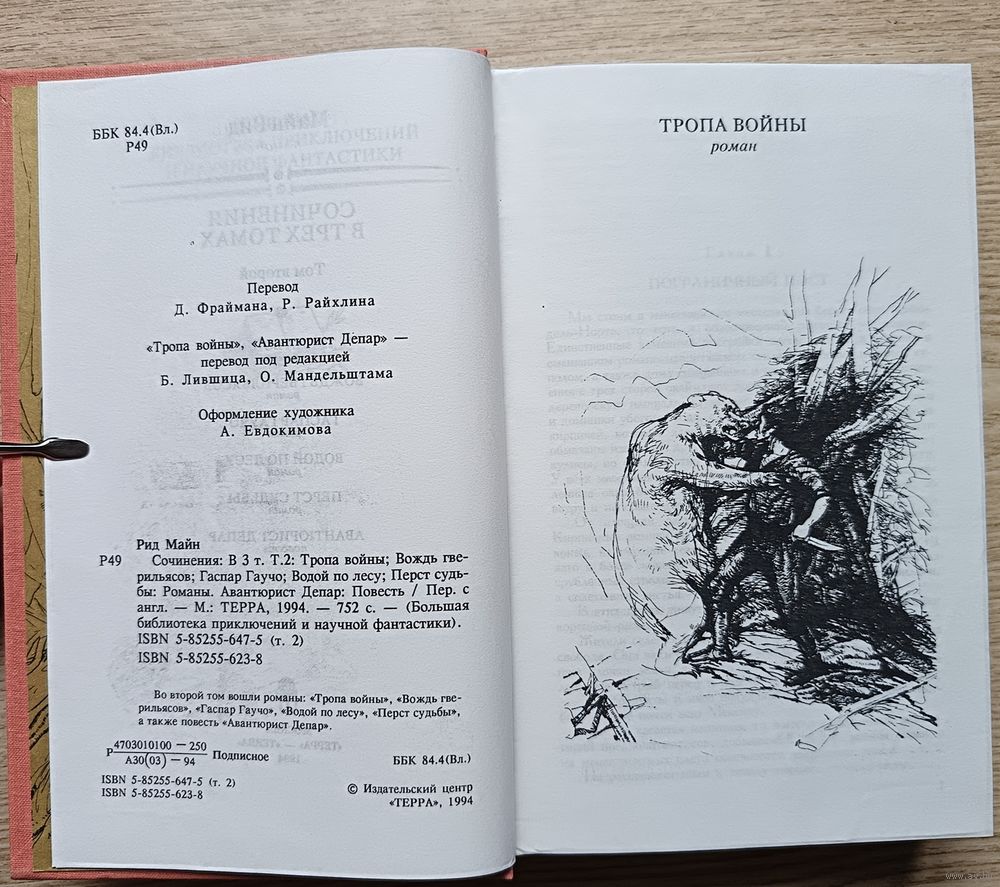 ББК 84.4(Вл.)
Р49
Перевод
Д. Фраймана, Р. Райхлина
«Тропа войны», «Авантюрист Депар» —
перевод под редакцией
Б. Лившица, О. Мандельштама
Оформление художника
А. Евдокимова
Рид Майн
Р49 Сочинения: В 3 т. Т.2: Тропа войны; Вождь гве-
рильясов; Гаспар Гаучо; Водой по лесу; Перст судь-
бы: Романы. Авантюрист Депар: Повесть / Пер. с
англ. — М.: ТЕРРА, 1994. — 752 с. — (Большая
библиотека приключений и научной фантастики).
ISBN 5-85255-647-5 (т. 2)
ISBN 5-85255-623-8
Во второй том вошли романы: «Тропа войны», «Вождь гве-
рильясов», «Гаспар Гаучо», «Водой по лесу», «Перст судьбы»,
а также повесть «Авантюрист Депар».
Р 4703010100 — 250
А30(03) — 94 Подписное
ББК 84.4(Вл.)
ISBN 5-85255-647-5 (т. 2)
ISBN 5-85255-623-8
© Издательский центр
«ТЕРРА», 1994
ТРОПА ВОЙНЫ
роман